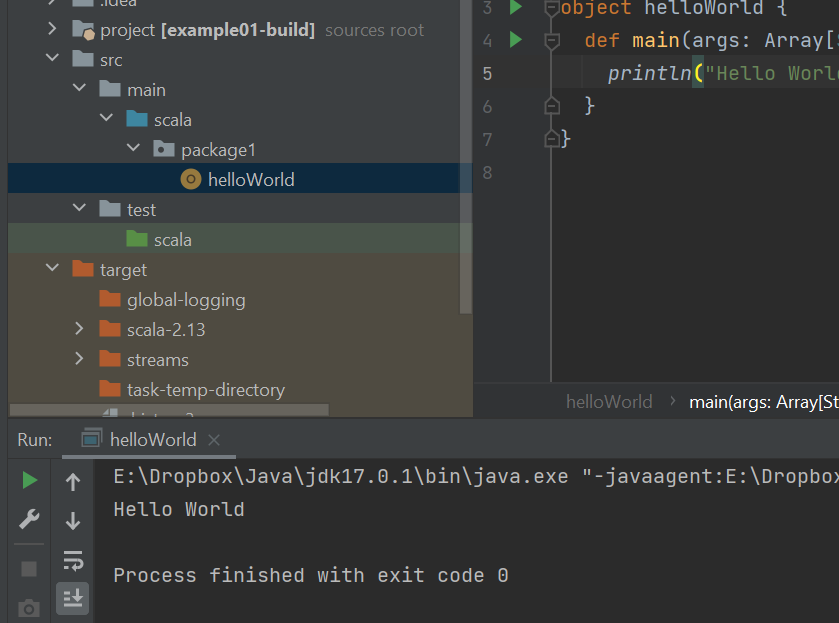 .idea
project [example01-build] sources root
src
main
scala
package1
helloWorld
test
scala
target
global-logging
scala-2.13
streams
task-temp-directory
3 object helloWorld {
4 def main(args: Array[
5 println("Hello Worl
6 }
7 }
8
helloWorld > main(args: Array[St
Run: helloWorld
E:\Dropbox\Java\jdk17.0.1\bin\java.exe "-javaagent:E:\Dropbox
Hello World
Process finished with exit code 0